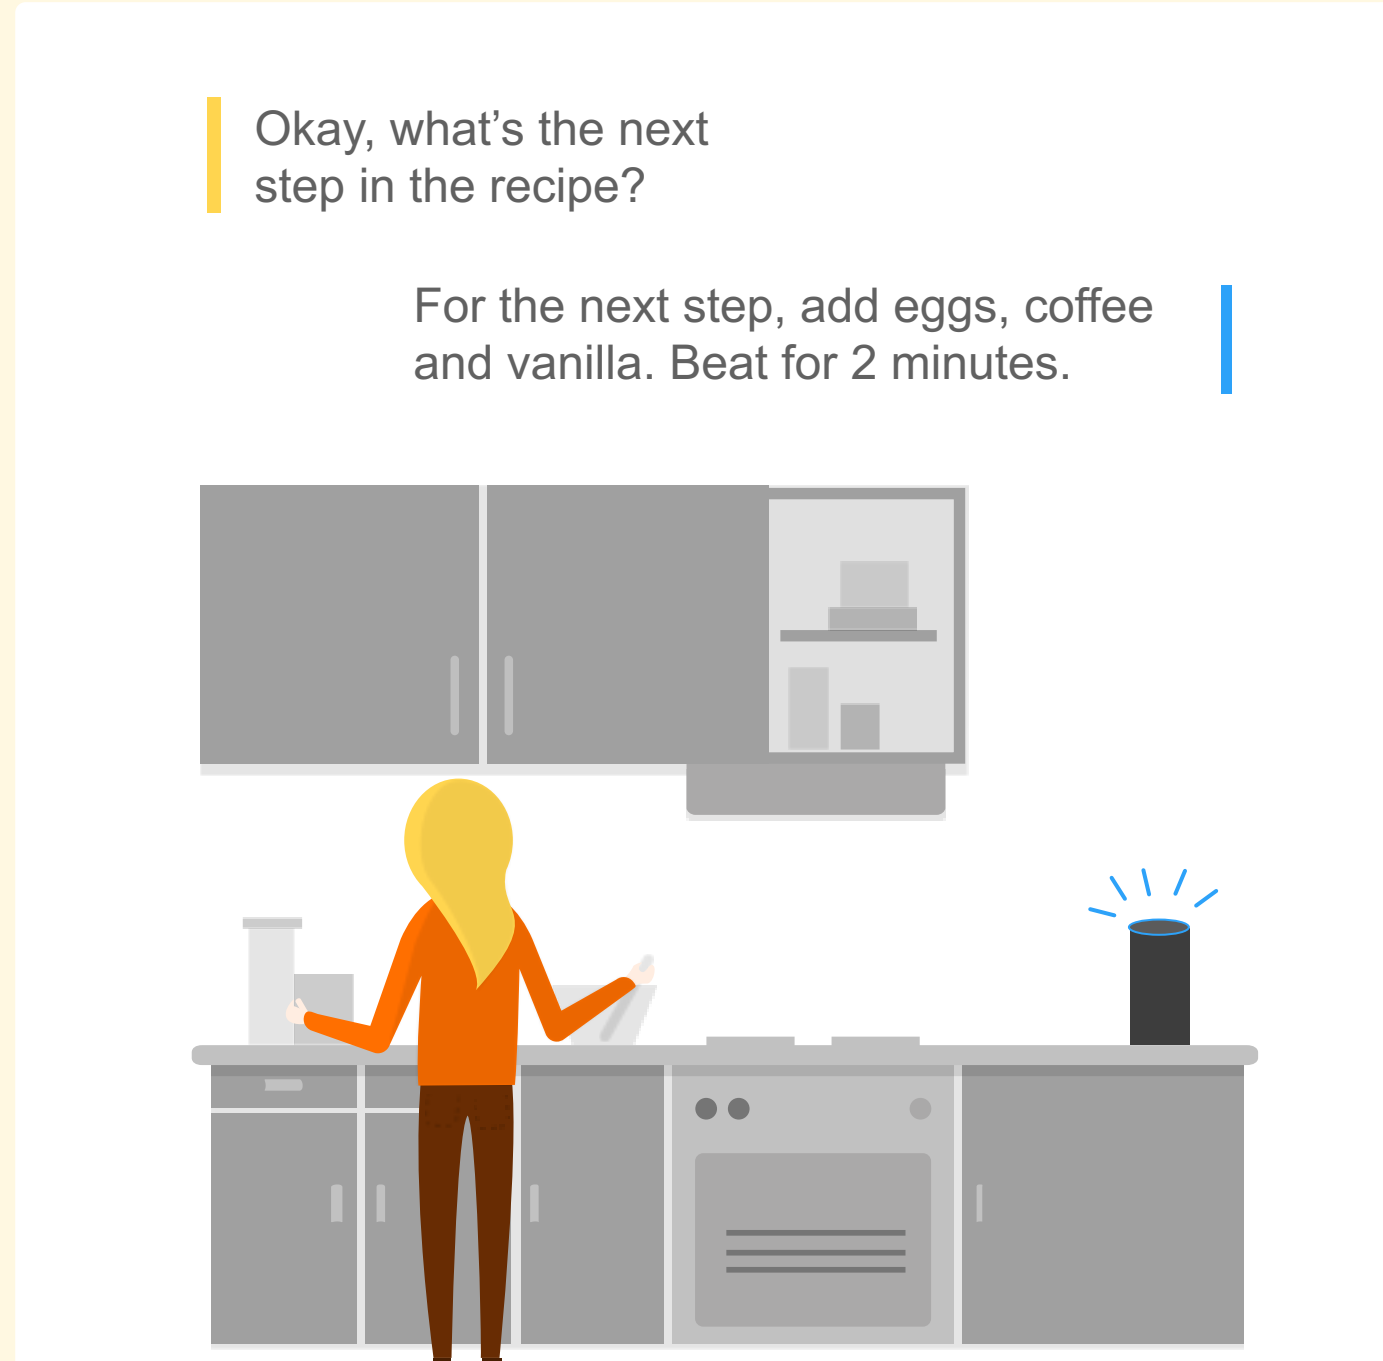 Okay, what’s the next
step in the recipe?
For the next step, add eggs, coffee
and vanilla. Beat for 2 minutes.